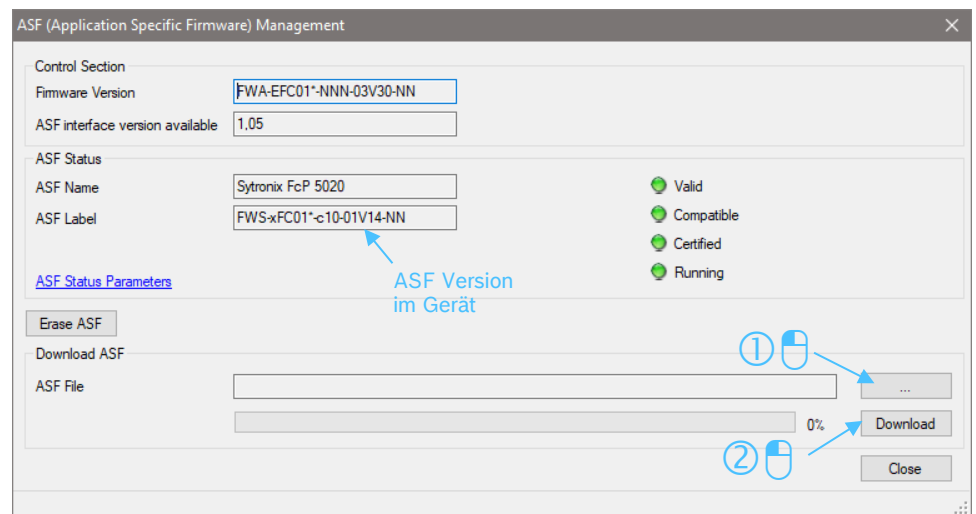 ASF (Application Specific Firmware) Management
Control Section
Firmware Version FWA-EFC01*-NNN-03V30-NN
ASF interface version available 1,05
ASF Status
ASF Name Sytronix FcP 5020 Valid
ASF Label FWS-xFC01*-c10-01V14-NN Compatible
Certified
ASF Status Parameters ASF Version Running
im Gerät
Erase ASF
Download ASF
①
ASF File ...
0% Download
②
Close